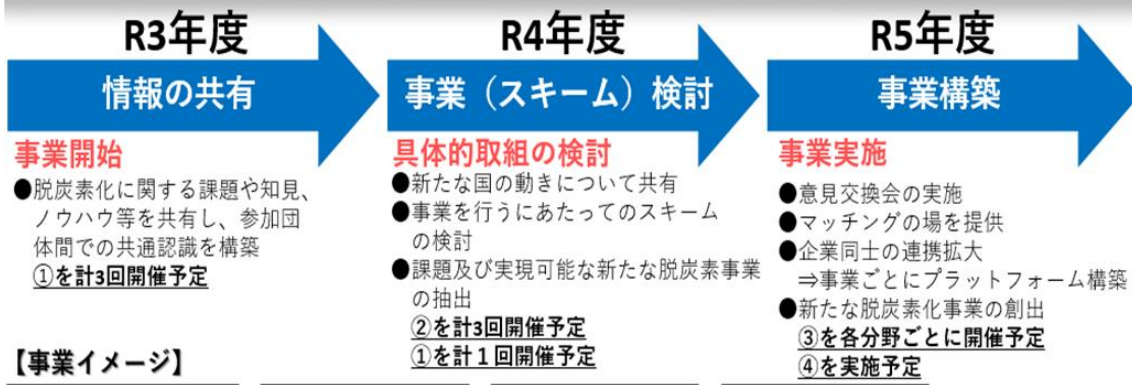 R3年度
情報の共有
事業開始
●脱炭素化に関する課題や知見、
ノウハウ等を共有し、参加団
体間での共通認識を構築
①を計3回開催予定
R4年度
事業（スキーム）検討
具体的取組の検討
●新たな国の動きについて共有
●事業を行うにあたってのスキーム
の検討
●課題及び実現可能な新たな脱炭素事業
の抽出
②を計3回開催予定
①を計１回開催予定
R5年度
事業構築
事業実施
●意見交換会の実施
●マッチングの場を提供
●企業同士の連携拡大
⇒事業ごとにプラットフォーム構築
●新たな脱炭素化事業の創出
③を各分野ごとに開催予定
④を実施予定
【事業イメージ】